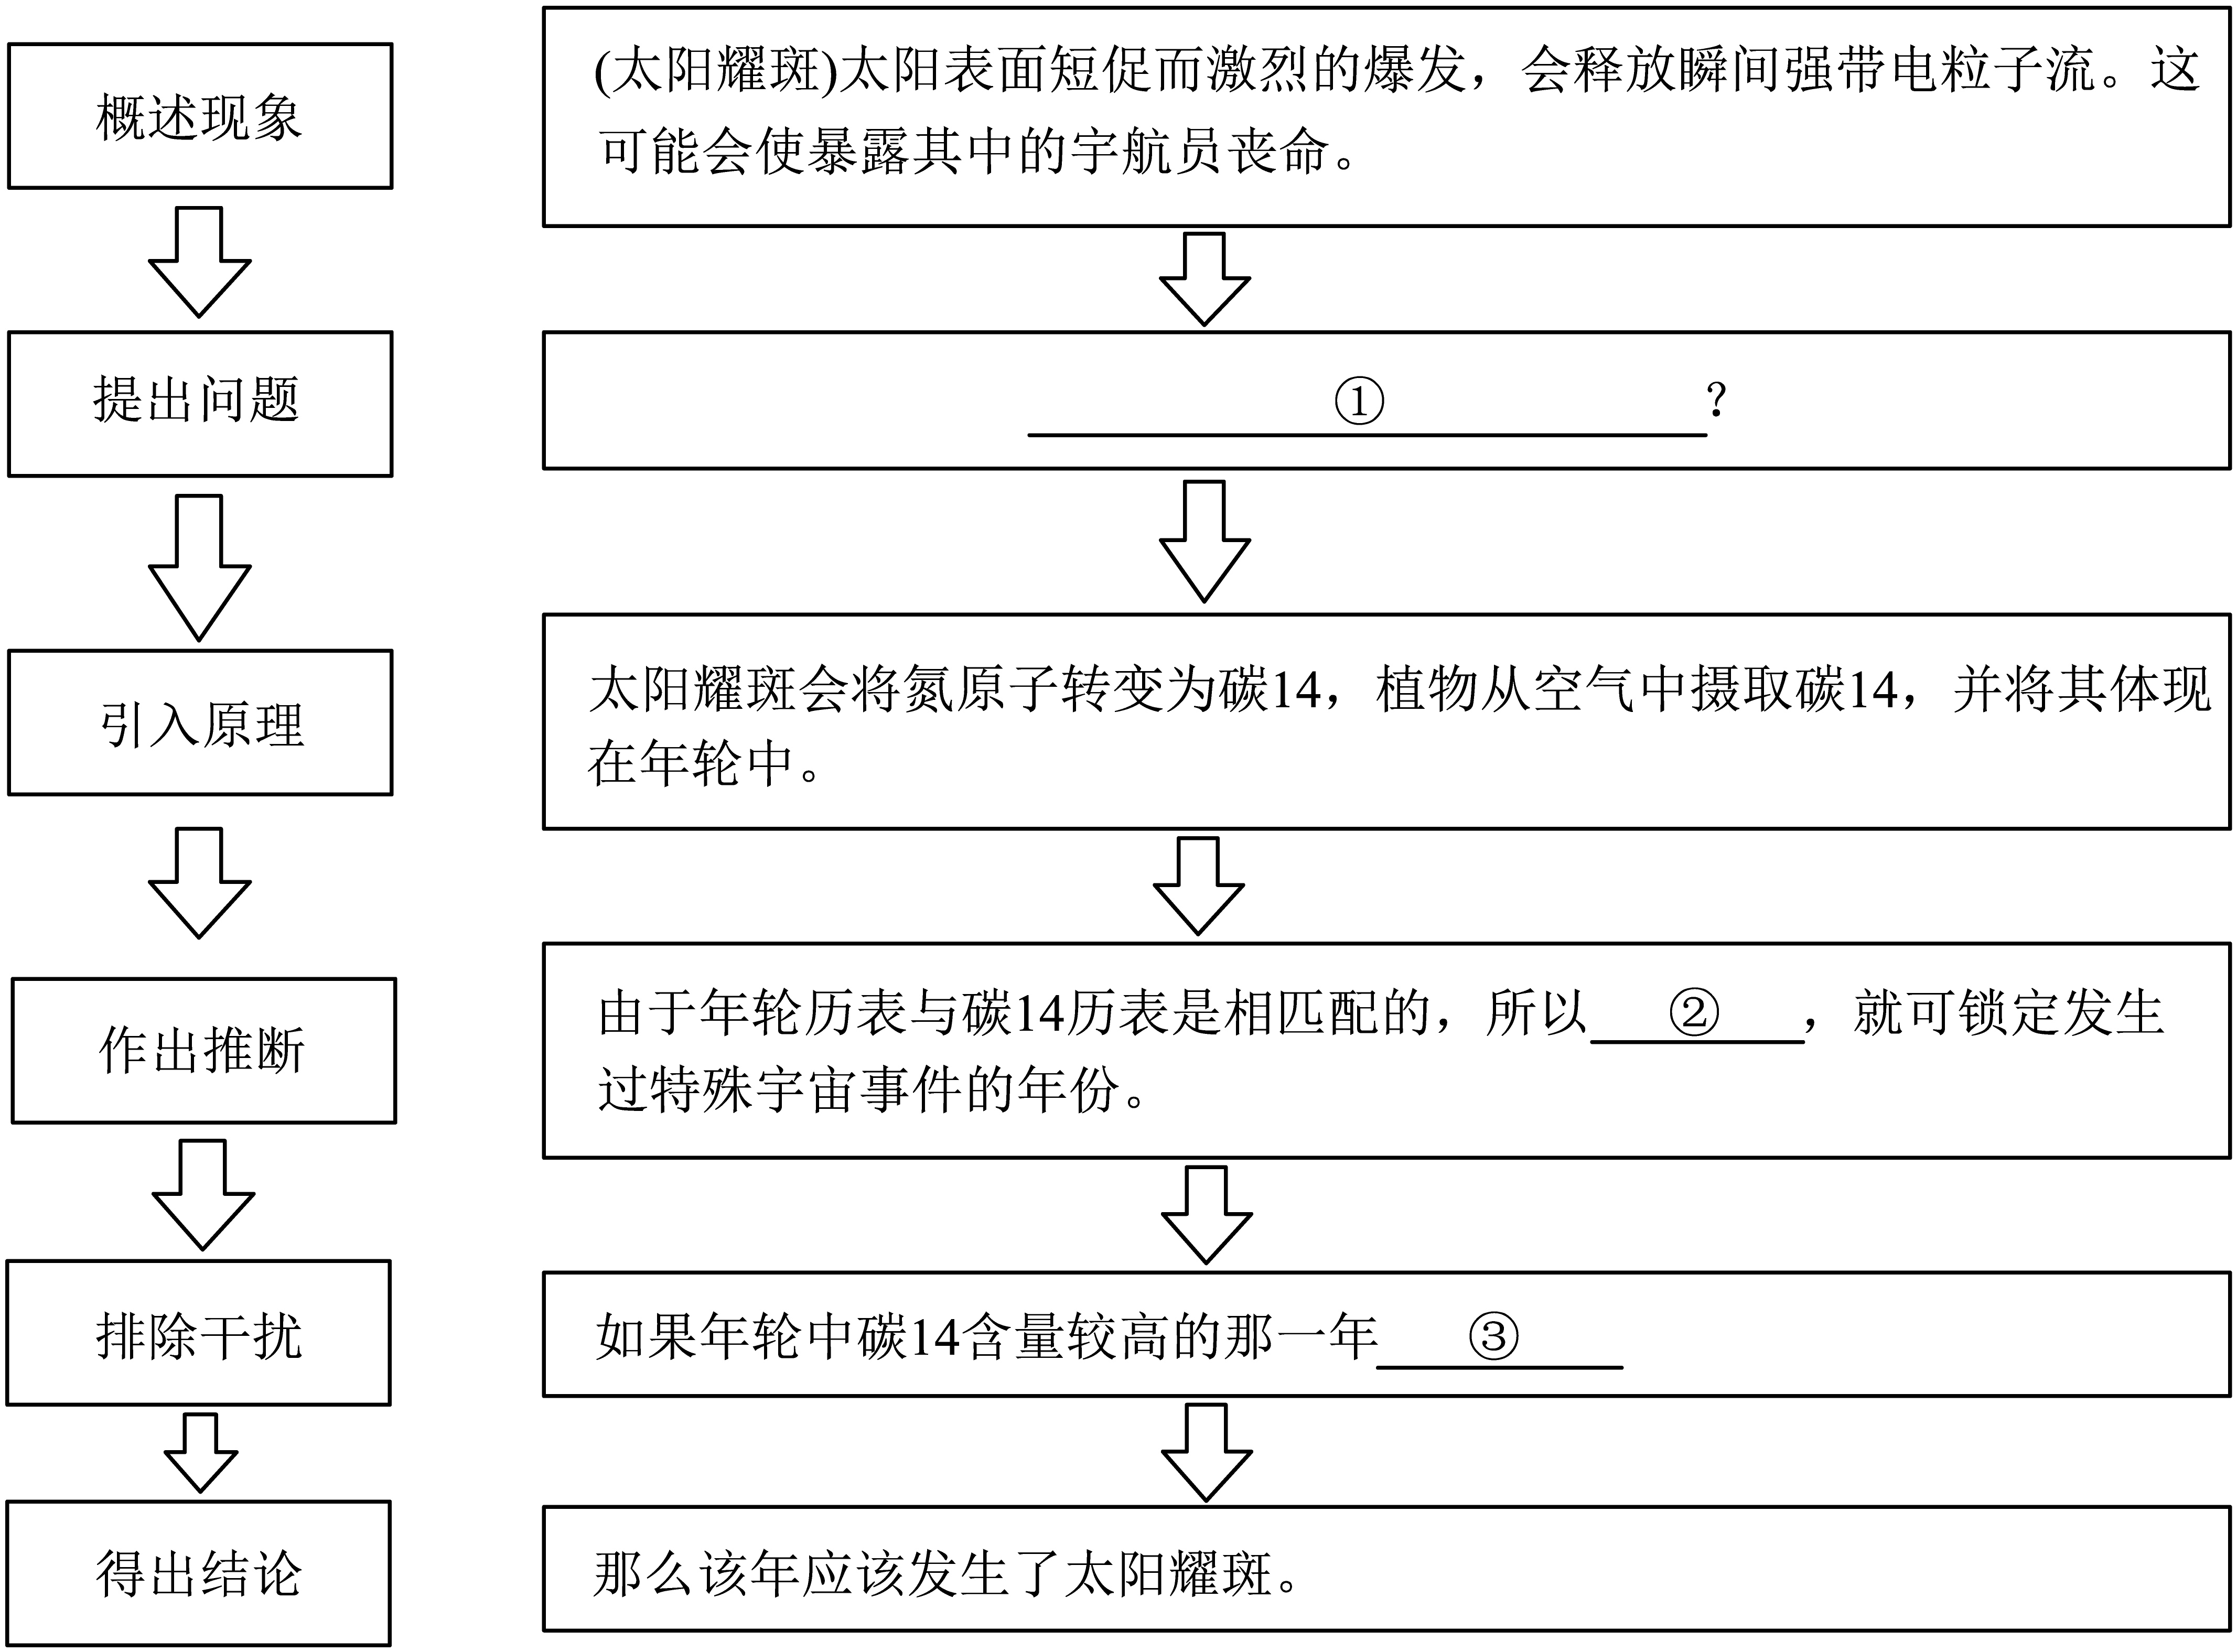 概述现象
(太阳耀斑)太阳表面短促而激烈的爆发，会释放瞬间强带电粒子流。这
可能会使暴露其中的宇航员丧命。
提出问题
①?
引入原理
太阳耀斑会将氮原子转变为碳14，植物从空气中摄取碳14，并将其体现
在年轮中。
作出推断
由于年轮历表与碳14历表是相匹配的，所以②，就可锁定发生
过特殊宇宙事件的年份。
排除干扰
如果年轮中碳14含量较高的那一年③
得出结论
那么该年应该发生了太阳耀斑。